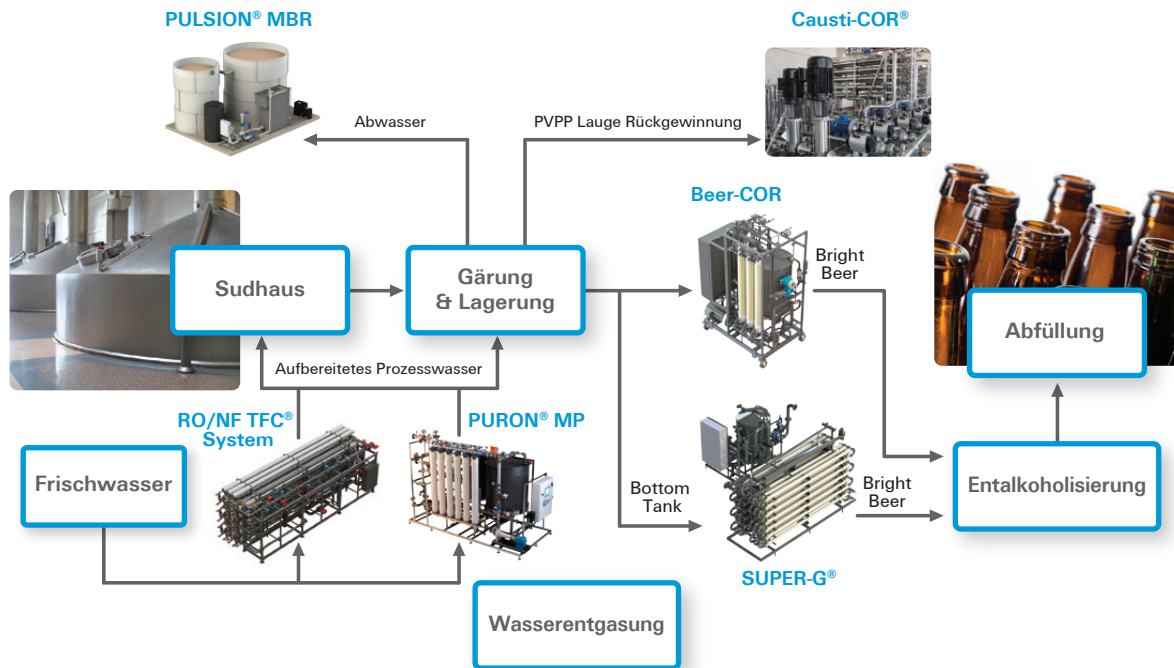 PULSION® MBR
Causti-COR®
Abwasser
PVPP Lauge Rückgewinnung
Beer-COR
Sudhaus
Gärung
& Lagerung
Bright
Beer
Abfüllung
Aufbereitetes Prozesswasser
RO/NF TFC®
System
PURON® MP
Frischwasser
Bottom
Tank
Bright
Beer
Entalkoholisierung
SUPER-G®
Wasserentgasung